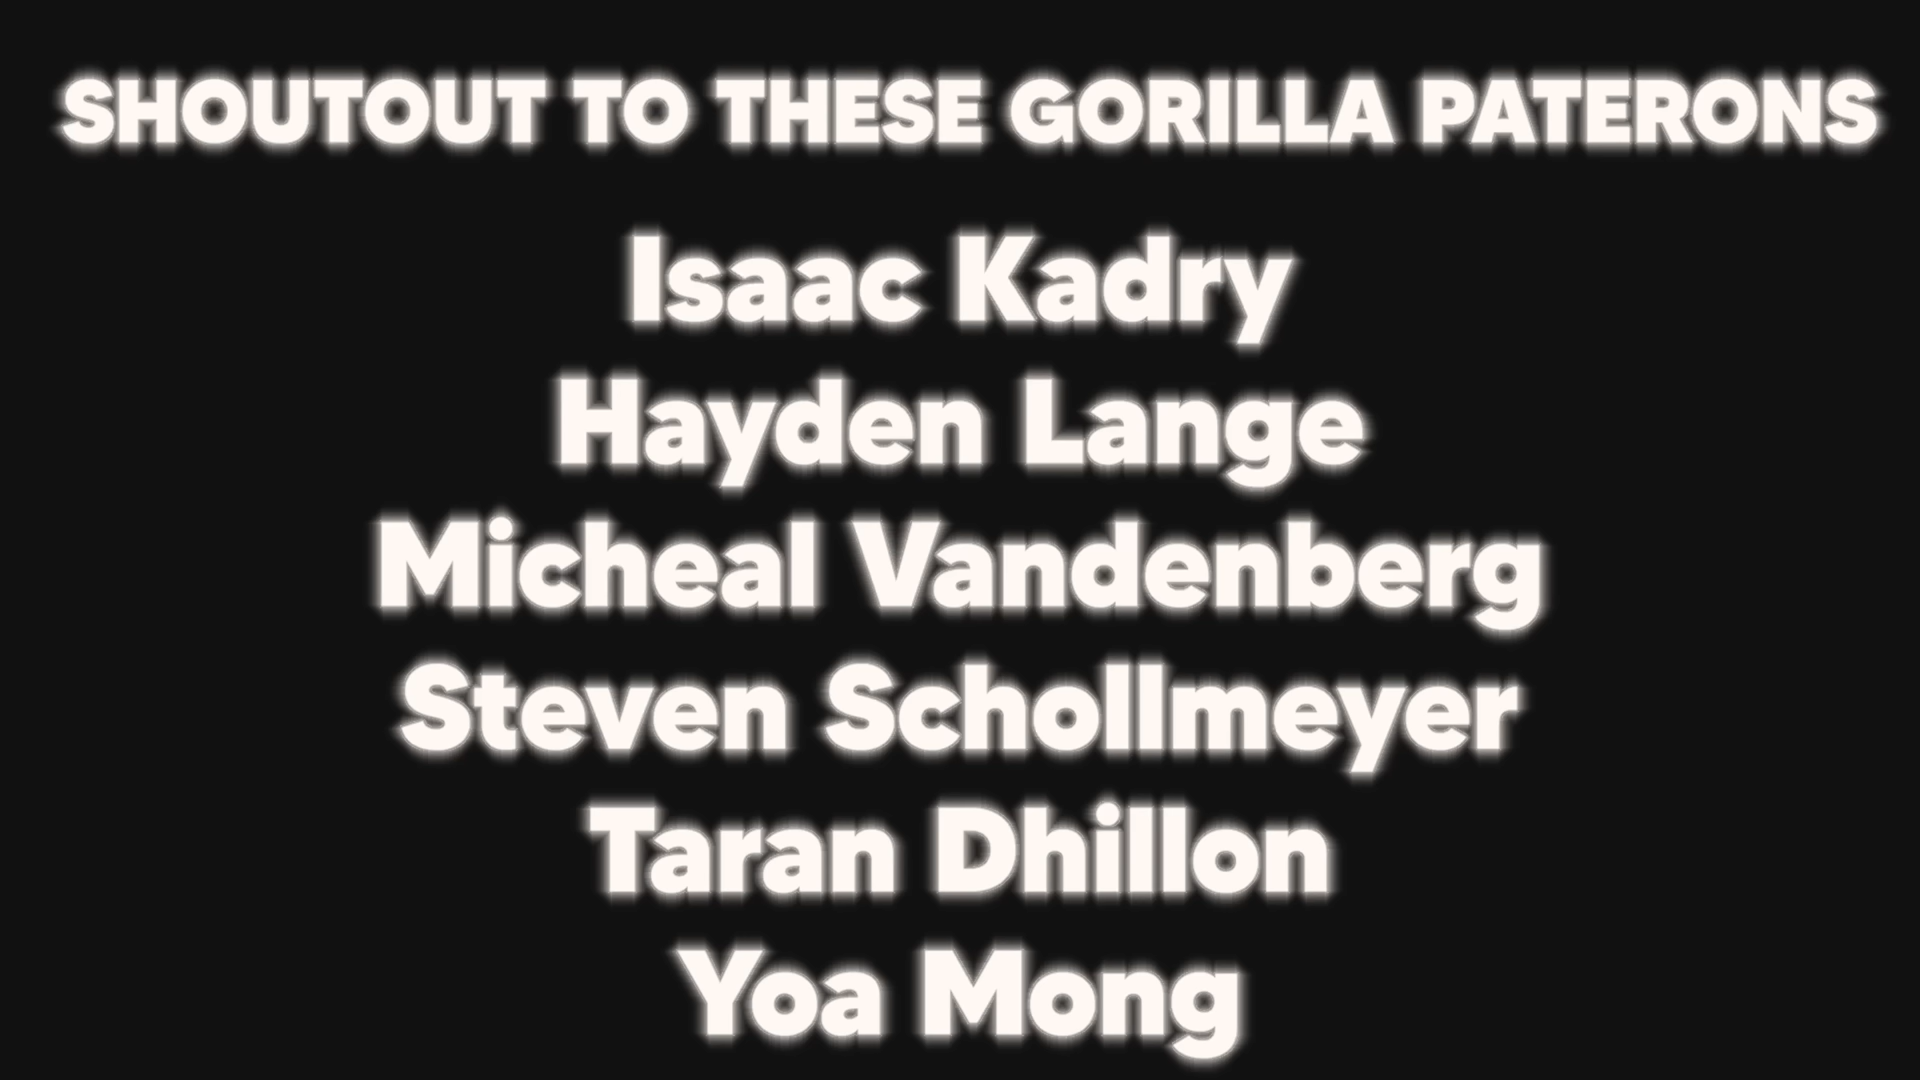 SHOUTOUT TO THESE GORILLA PATERONS
Isaac Kadry
Hayden Lange
Micheal Vandenberg
Steven Schollmeyer
Taran Dhillon
Yoa Mong